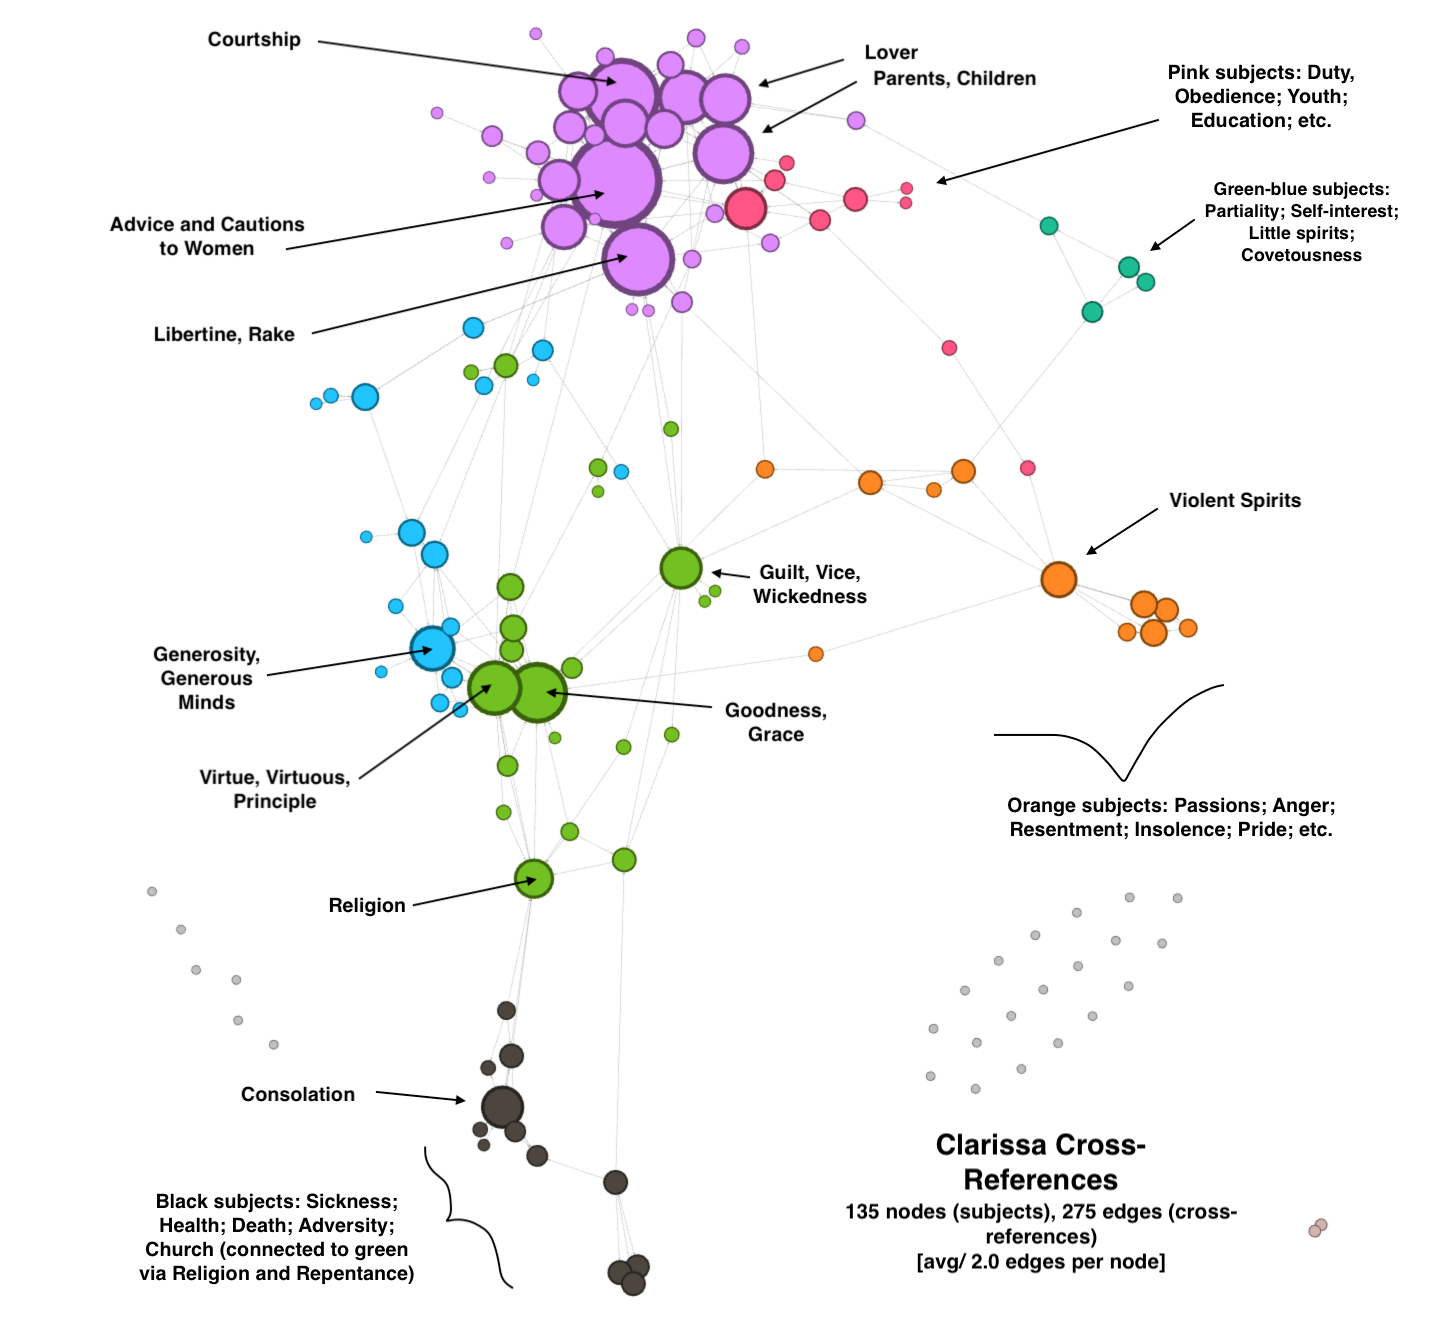 Courtship
Lover
Parents, Children
Pink subjects: Duty,
Obedience; Youth;
Education; etc.
Green-blue subjects:
Partiality; Self-interest;
Little spirits;
Covetousness
Advice and Cautions
to Women
Libertine, Rake
Violent Spirits
Guilt, Vice,
Wickedness
Generosity,
Generous
Minds
Goodness,
Grace
Virtue, Virtuous,
Principle
Orange subjects: Passions; Anger;
Resentment; Insolence; Pride; etc.
Religion
Consolation
Black subjects: Sickness;
Health; Death; Adversity;
Church (connected to green
via Religion and Repentance)
Clarissa Cross-
References
135 nodes (subjects), 275 edges (cross-
references)
[avg/ 2.0 edges per node]